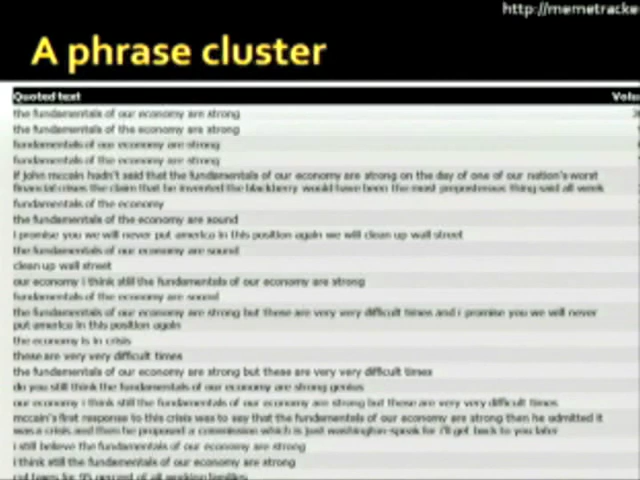 http://memetracke
A phrase cluster
Quoted text Volu
the fundamentals of our economy are strong
the fundamentals of the economy are strong
fundamentals of our economy are strong
fundamentals of the economy are strong
if john mccain hadn't said that the fundamentals of our economy are strong on the day of one of our nation's worst
financial crises the claim that he invented the blackberry would have been the most preposterous thing said all week
fundamentals of the economy
the fundamentals of the economy are sound
i promise you we will never put america in this position again we will clean up wall street
the fundamentals of our economy are sound
clean up wall street
our economy i think still the fundamentals of our economy are strong
fundamentals of the economy are sound
the fundamentals of our economy are strong but these are very very difficult times and i promise you we will never
put america in this position again
the economy is in crisis
these are very very difficult times
the fundamentals of our economy are strong but these are very very difficult times
do you still think the fundamentals of our economy are strong genius
our economy i think still the fundamentals of our economy are strong but these are very very difficult times
mccain's first response to this crisis was to say that the fundamentals of our economy are strong then he admitted it
was a crisis and then he proposed a commission which is just washington-speak for i'll get back to you later
i still believe the fundamentals of our economy are strong
i think still the fundamentals of our economy are strong
cut taxes for 95 percent of all working families